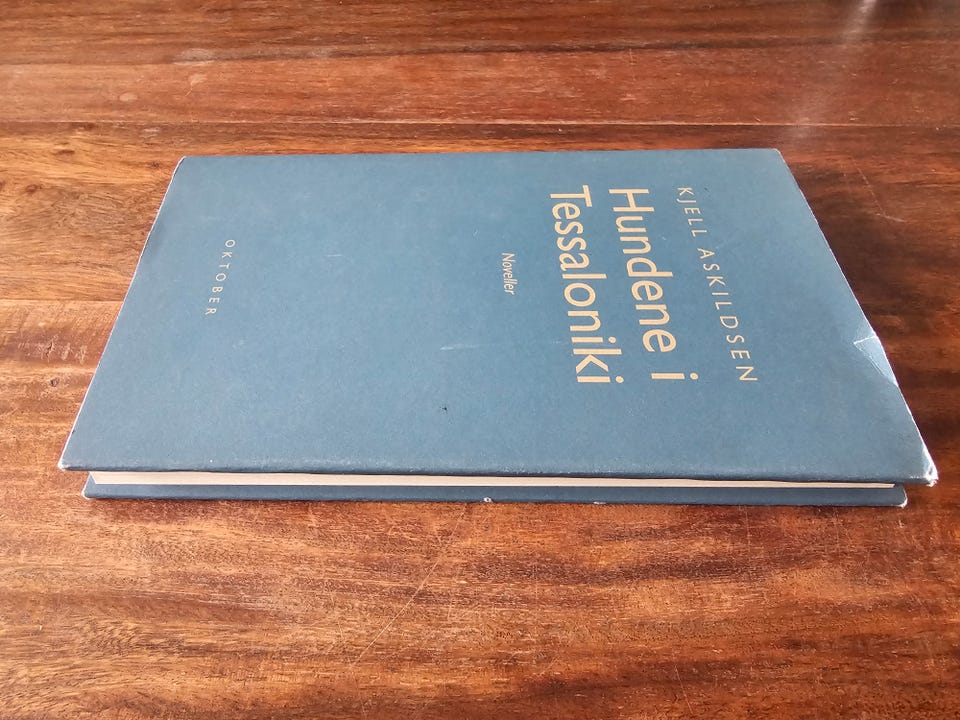 KJELL ASKILDSEN
Hundene i
Tessaloniki
Noveller
OKTOBER